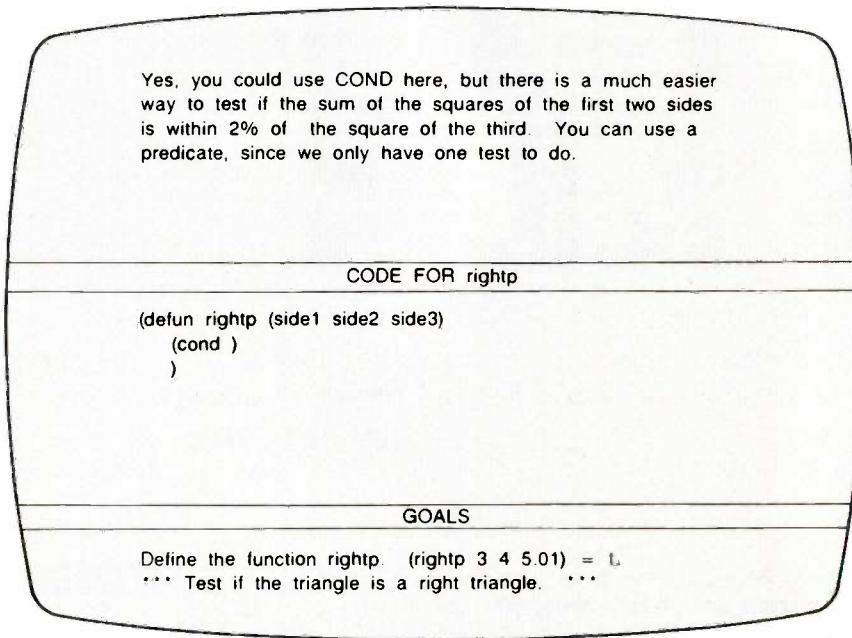 Yes, you could use COND here, but there is a much easier
way to test if the sum of the squares of the first two sides
is within 2% of the square of the third. You can use a
predicate, since we only have one test to do.
CODE FOR rightp
(defun rightp (side1 side2 side3)
(cond )
)
GOALS
Define the function rightp. (rightp 3 4 5.01) =
*** Test if the triangle is a right triangle. ***